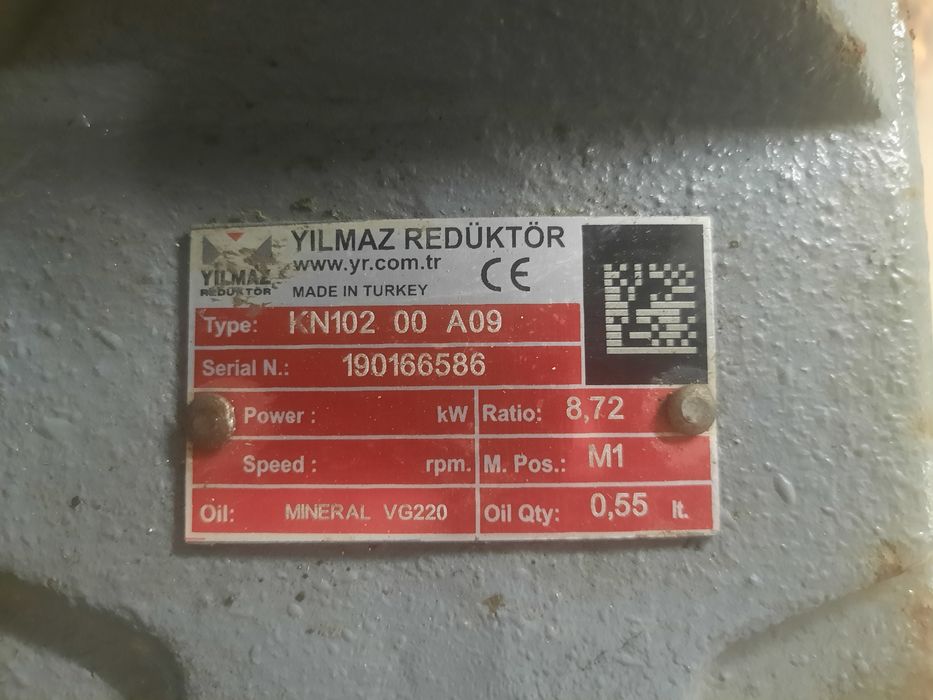 YILMAZ REDÜKTÖR
www.yr.com.tr
CE
MADE IN TURKEY
YILMAZ
REDÜKTÖR
Type: KN102 00 A09
Serial N.: 190166586
Power : kW
Ratio: 8,72
Speed : rpm.
M. Pos.: M1
Oil: MINERAL VG220
Oil Qty: 0,55 lt.